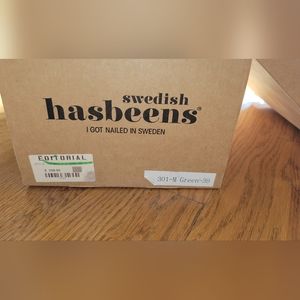 swedish
hasbeens®
I GOT NAILED IN SWEDEN
EDITORIAL
301-M Green-39